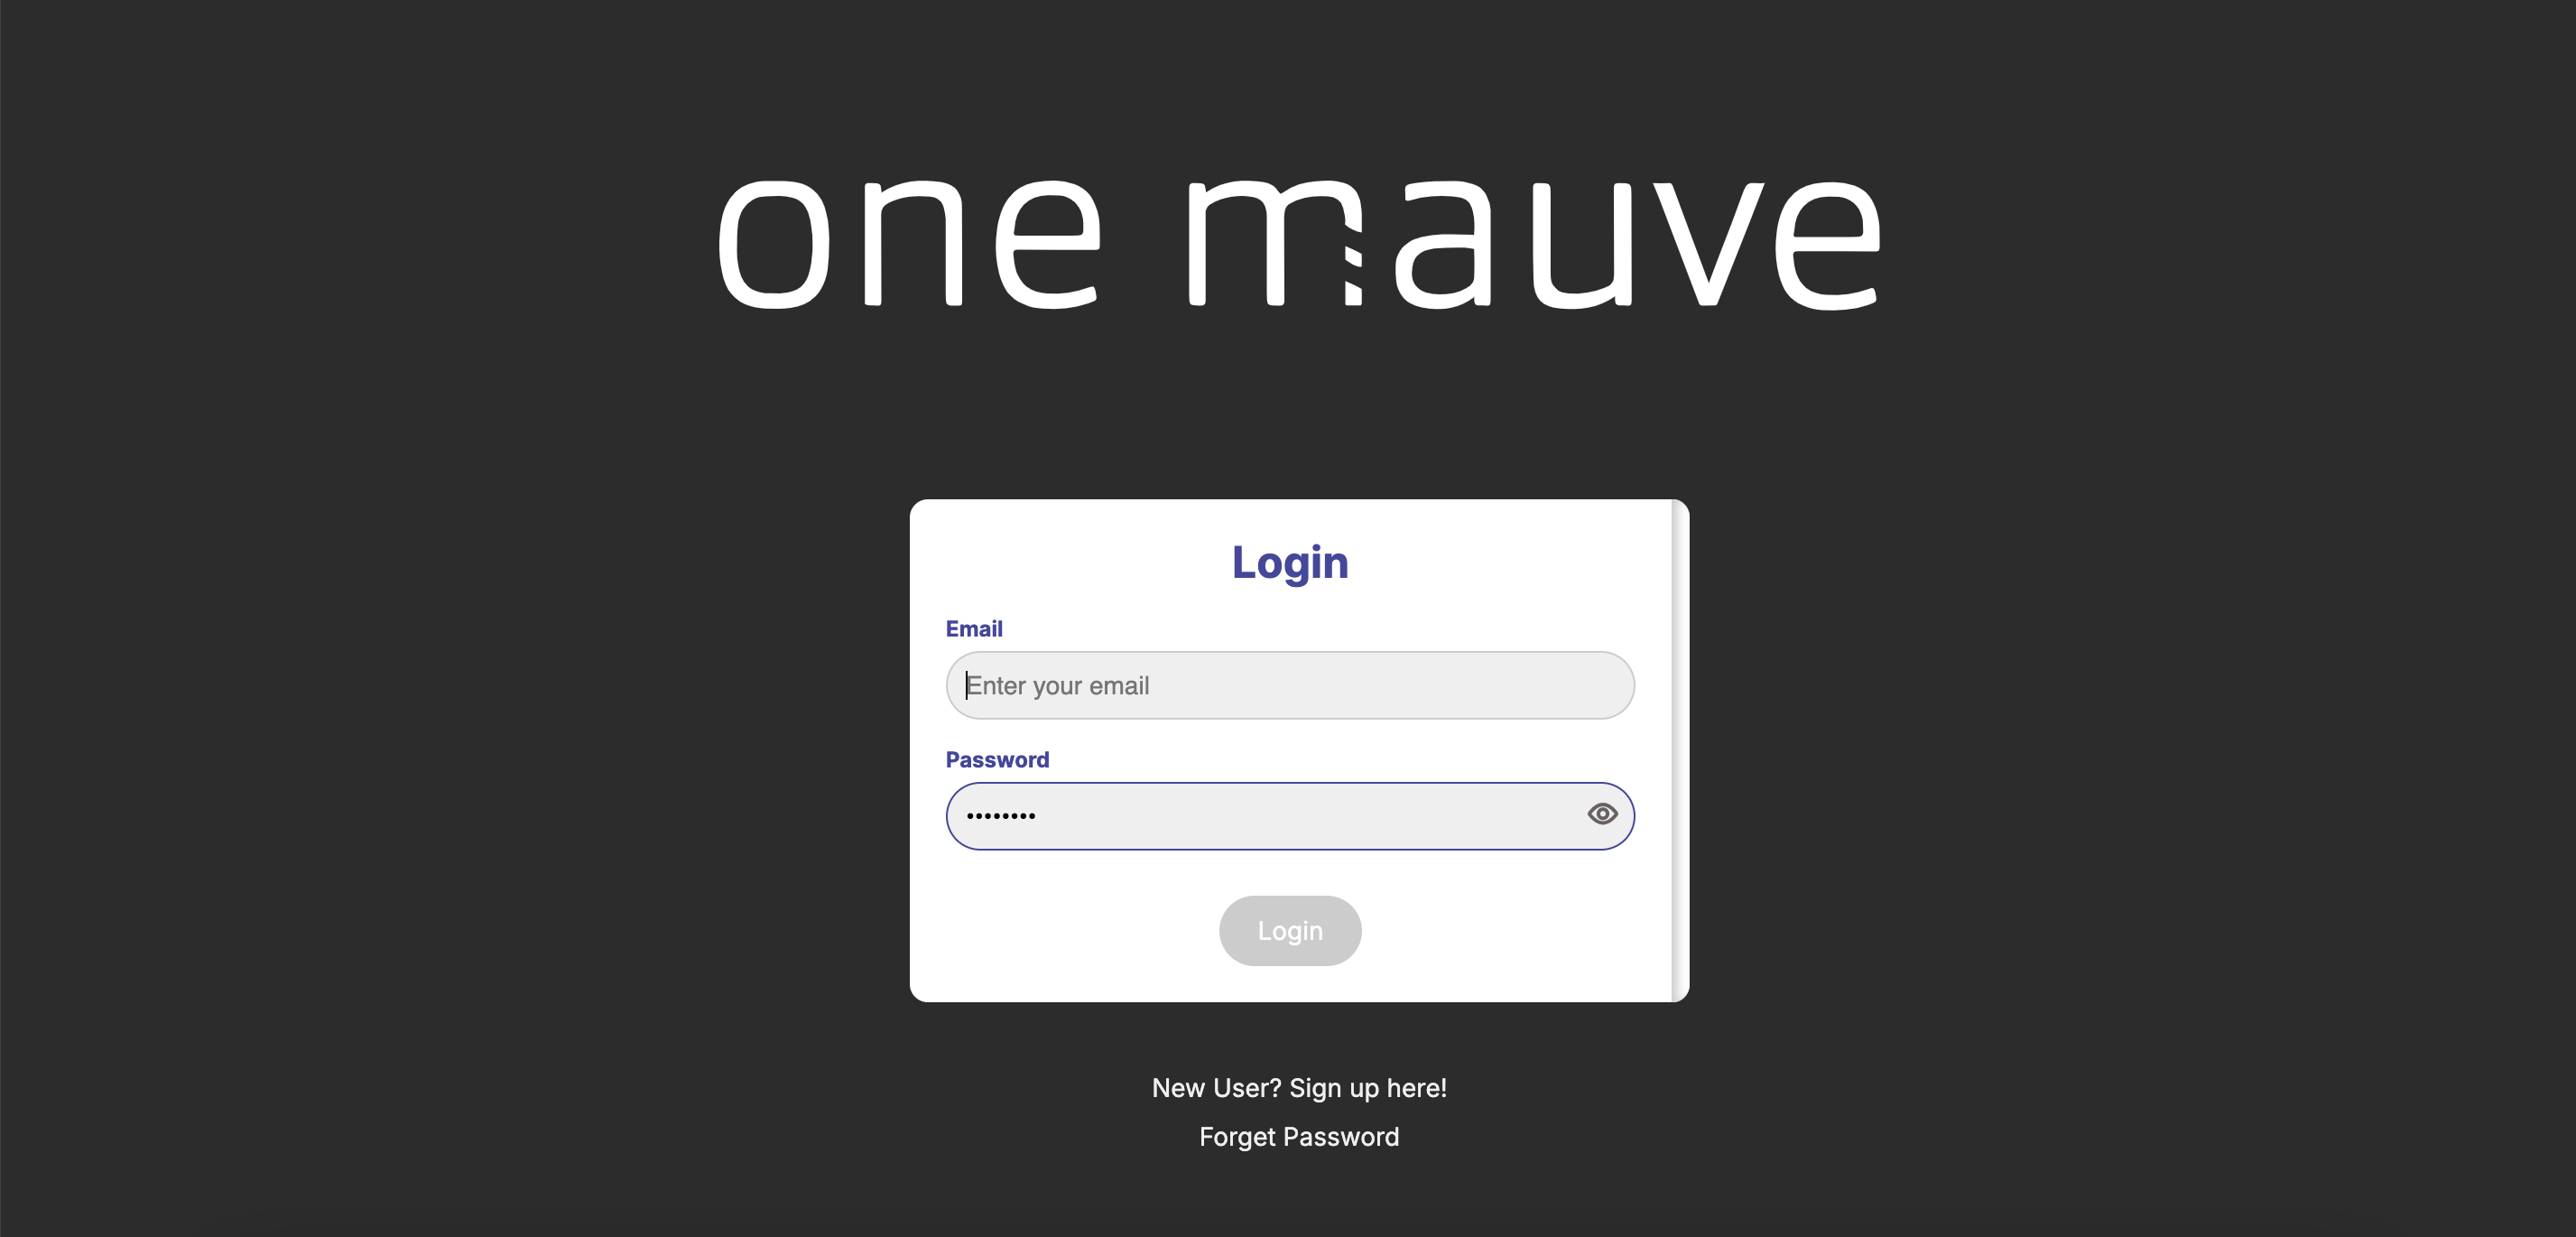 one mauve
Login
Email
Enter your email
Password
••••••••
Login
New User? Sign up here!
Forget Password